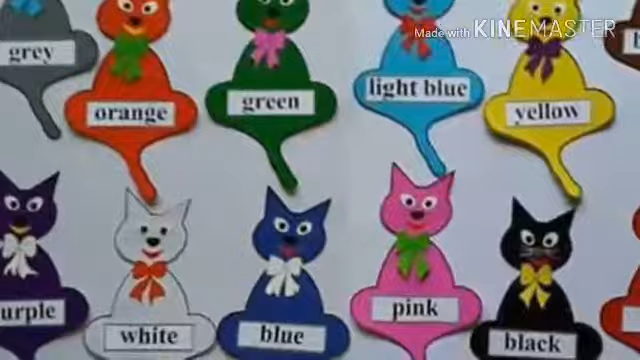 Made with KINEMASTER
grey
orange
green
light blue
yellow
b
urple
white
blue
pink
black